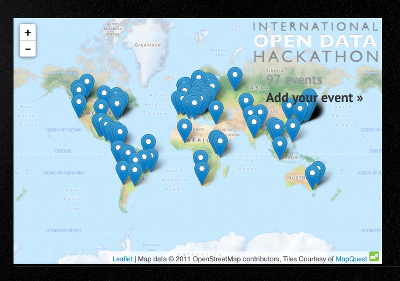 +
−
INTERNATIONAL
OPEN DATA
HACKATHON
97 events
Add your event »
Greenland
Leaflet | Map data © 2011 OpenStreetMap contributors, Tiles Courtesy of MapQuest